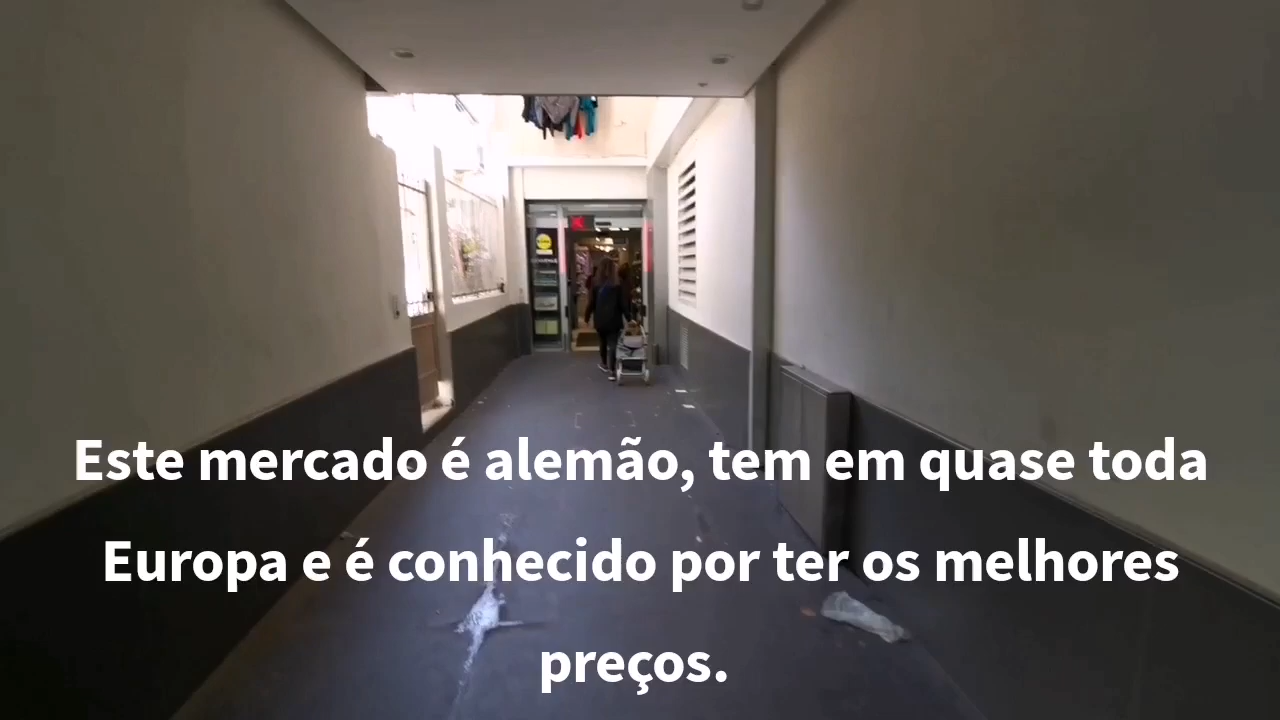 Este mercado é alemão, tem em quase toda
Europa e é conhecido por ter os melhores
preços.